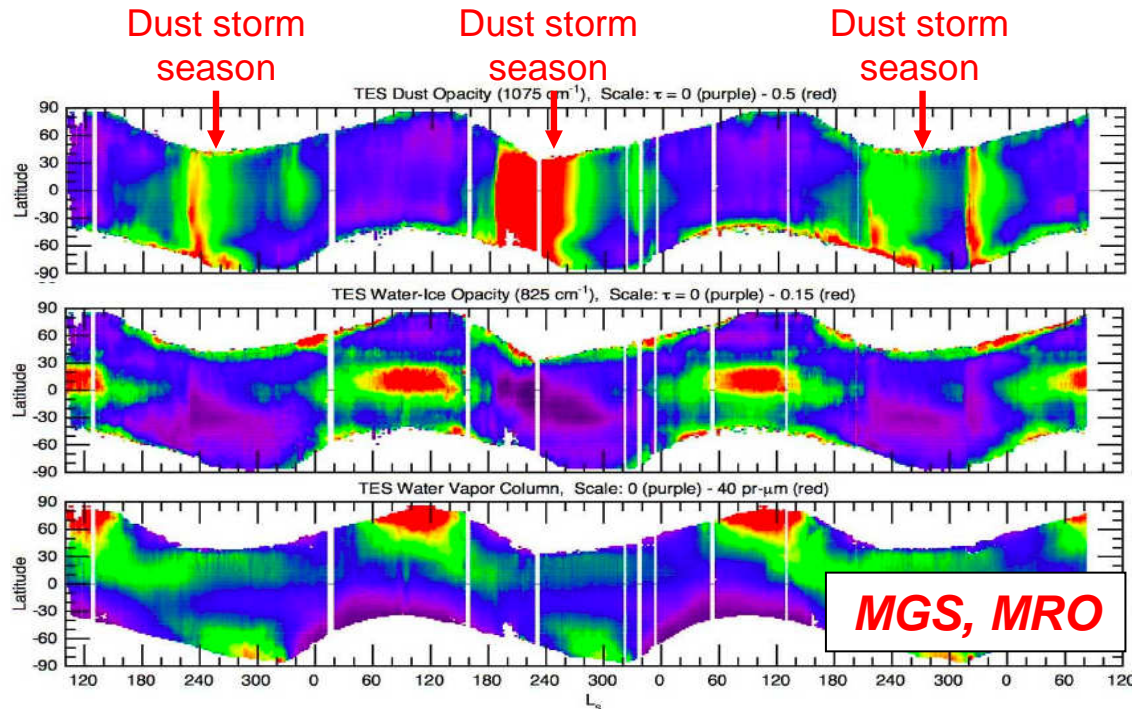 Dust storm season
Dust storm season
Dust storm season
TES Dust Opacity (1075 cm⁻¹), Scale: τ = 0 (purple) - 0.5 (red)
90
60
30
0
-30
-60
-90
Latitude
TES Water-Ice Opacity (825 cm⁻¹), Scale: τ = 0 (purple) - 0.15 (red)
90
60
30
0
-30
-60
-90
Latitude
TES Water Vapor Column, Scale: 0 (purple) - 40 pr-μm (red)
90
60
30
0
-30
-60
-90
Latitude
MGS, MRO
120 180 240 300 0 60 120 180 240 300 0 60 120 180 240 300 0 60 120
Lₛ